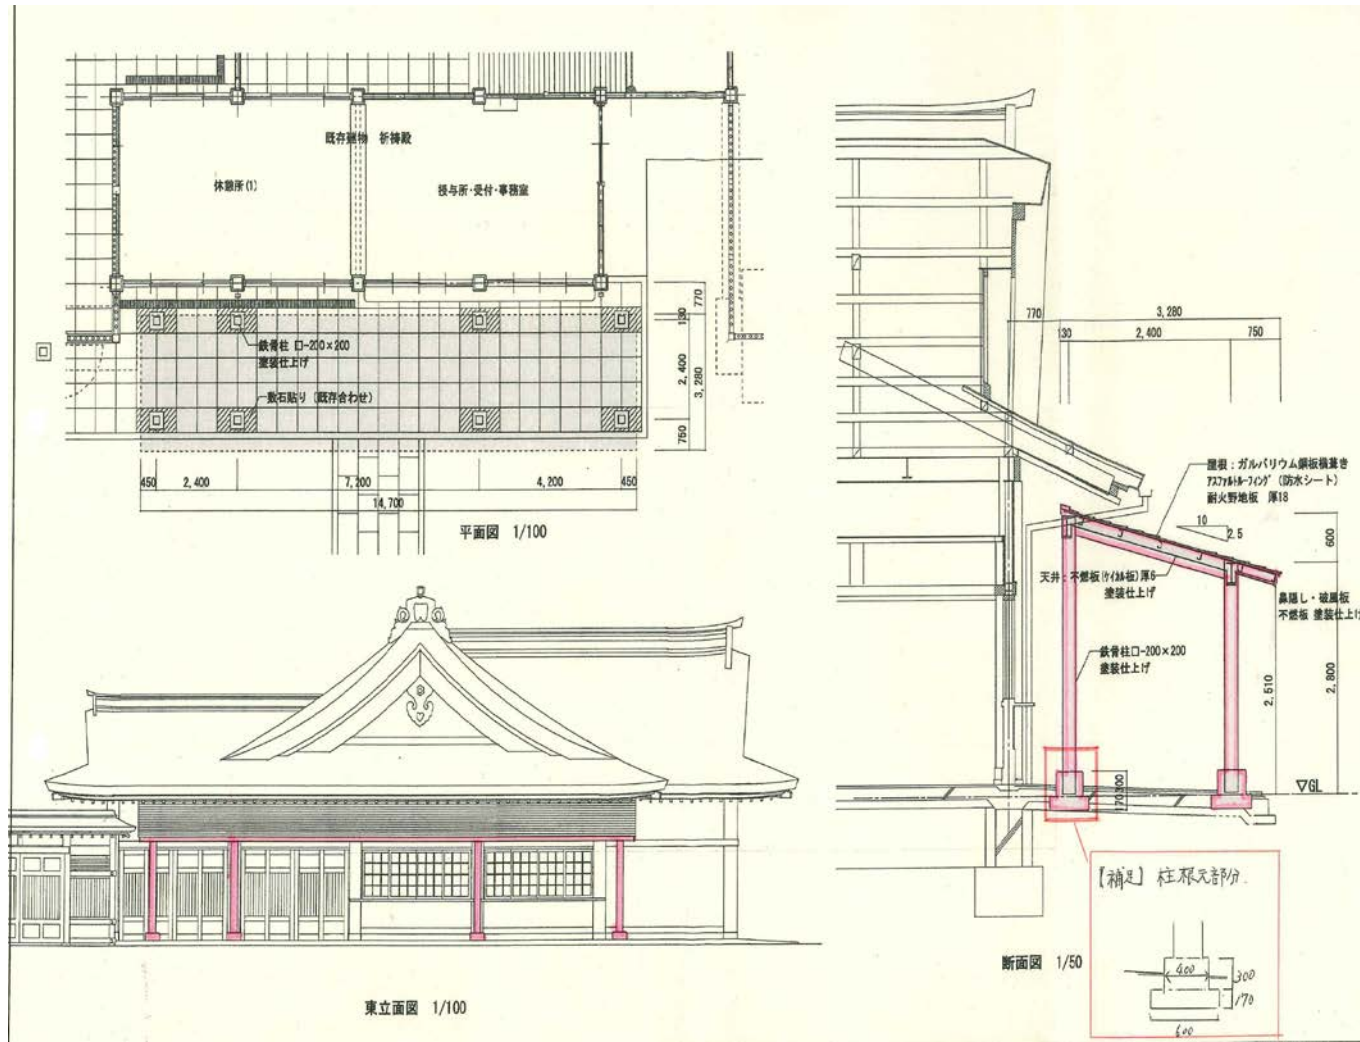 既存建物 祈祷殿
休憩所(1)
授与所・受付・事務室
鉄骨柱 口-200×200
塗装仕上げ
敷石貼り (既存合わせ)
770
130
2,400
3,280
750
450
2,400
7,200
4,200
450
14,700
平面図 1/100
東立面図 1/100
770
3,280
130
2,400
750
屋根：ガルバリウム鋼板横葺き
アスファルトルーフィング (防水シート)
耐火野地板 厚18
10
2.5
600
天井：不燃板(ケイカル板)厚6
塗装仕上げ
鼻隠し・破風板
不燃板 塗装仕上げ
鉄骨柱口-200×200
塗装仕上げ
2,510
2,800
▽GL
300
170
断面図 1/50
【補足】 柱根元部分.
400
300
170
600